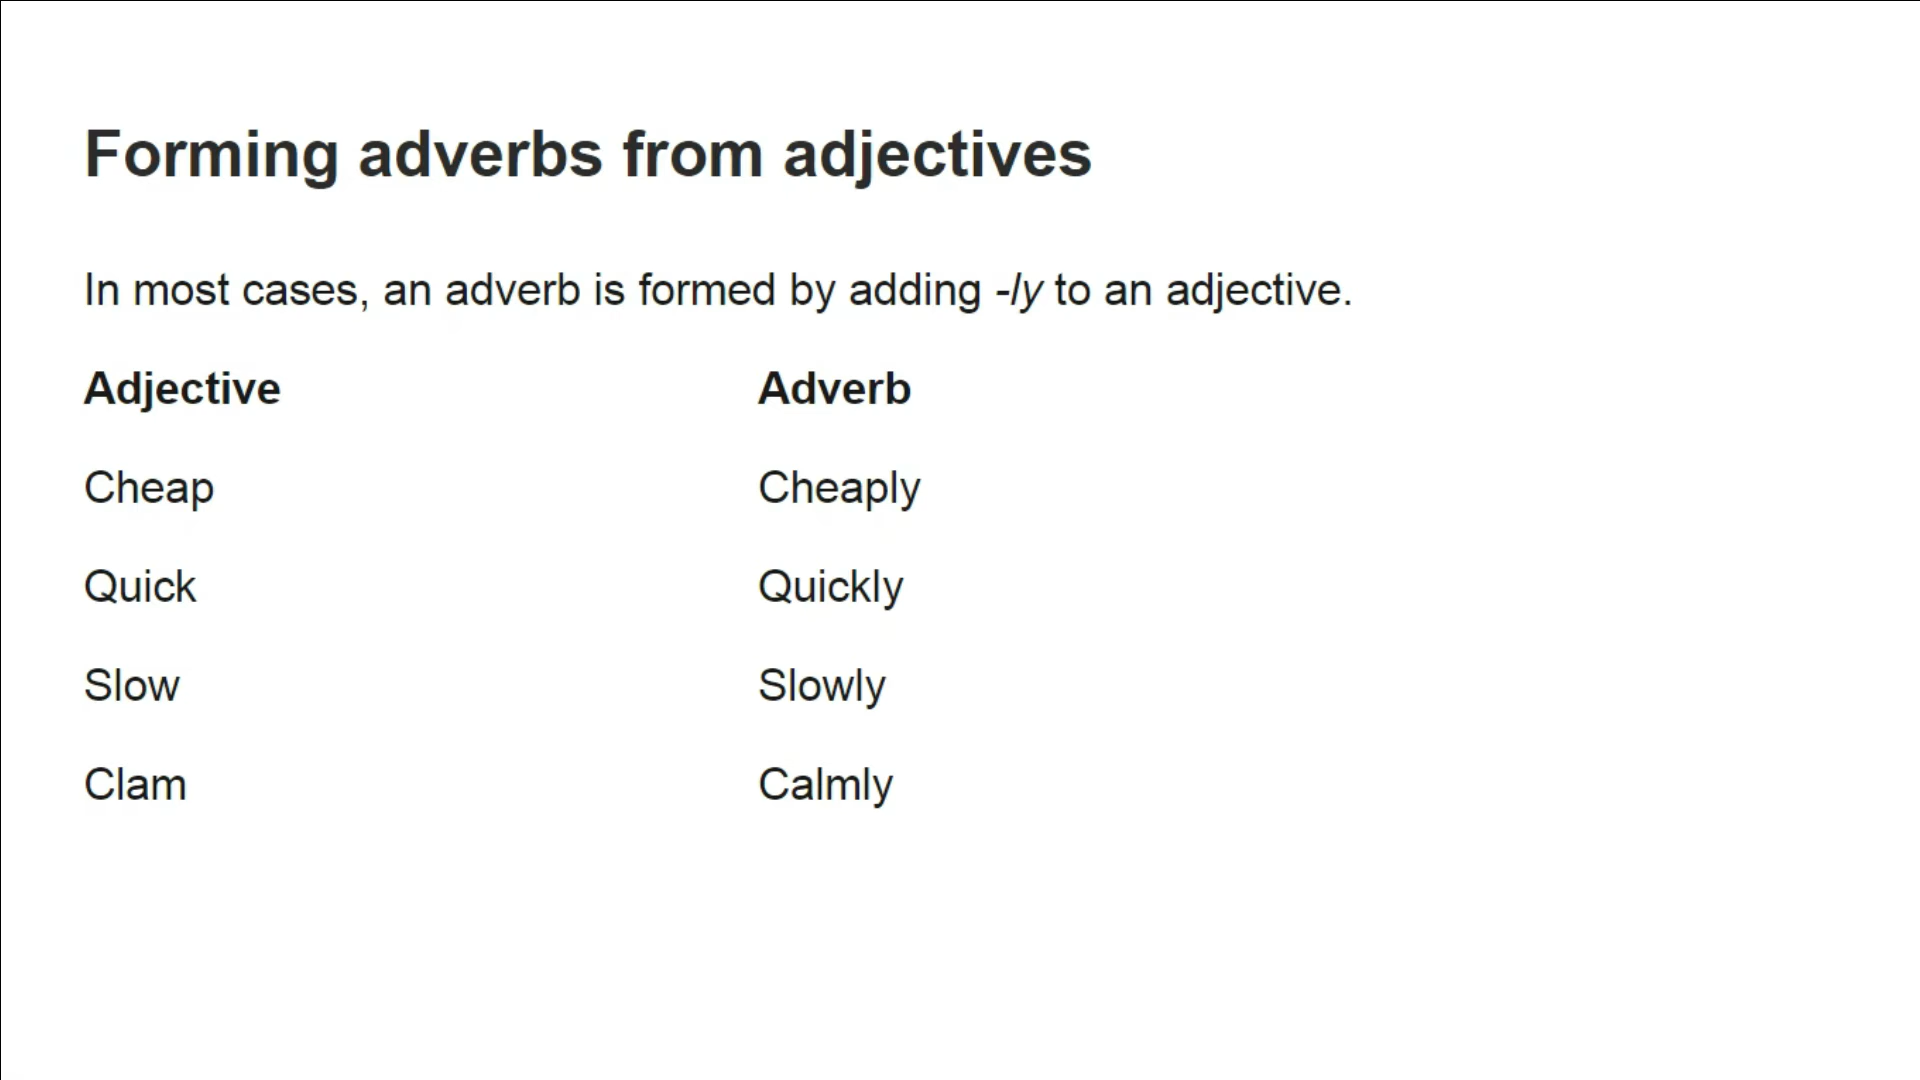 Forming adverbs from adjectives
In most cases, an adverb is formed by adding -ly to an adjective.
Adjective Adverb
Cheap Cheaply
Quick Quickly
Slow Slowly
Clam Calmly